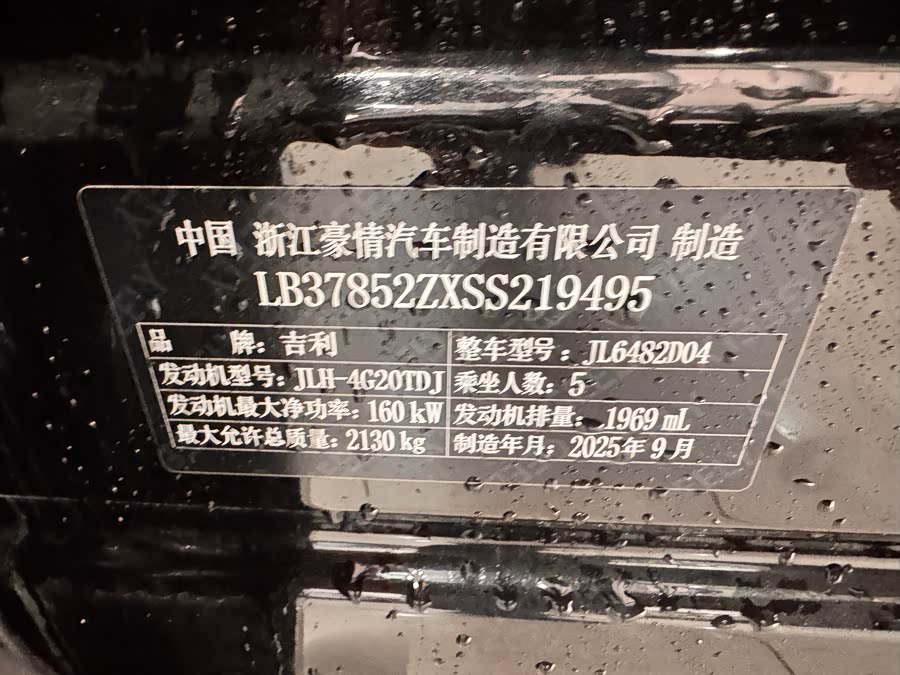 中国 浙江豪情汽车制造有限公司 制造
LB37852ZXSS219495
品 牌：吉利 整车型号：JL6482D04
发动机型号：JLH-4G20TDJ 乘坐人数：5
发动机最大净功率：160 kW 发动机排量：1969 mL
最大允许总质量：2130 kg 制造年月：2025年9月